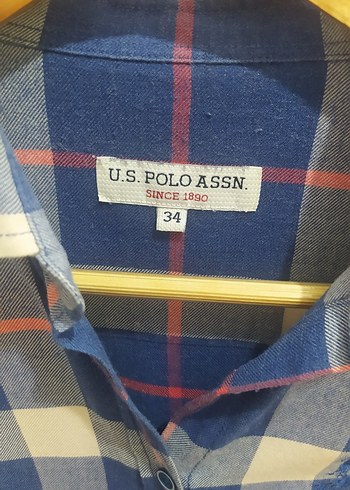 U.S. POLO ASSN.
SINCE 1890
34